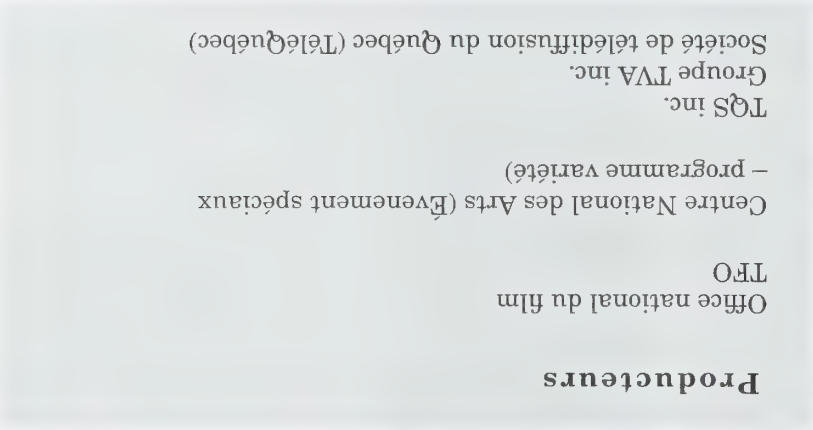 Producteurs
Office national du film
TFO
Centre National des Arts (Évenement spéciaux
– programme variété)
TQS inc.
Groupe TVA inc.
Société de télédiffusion du Québec (TéléQuébec)